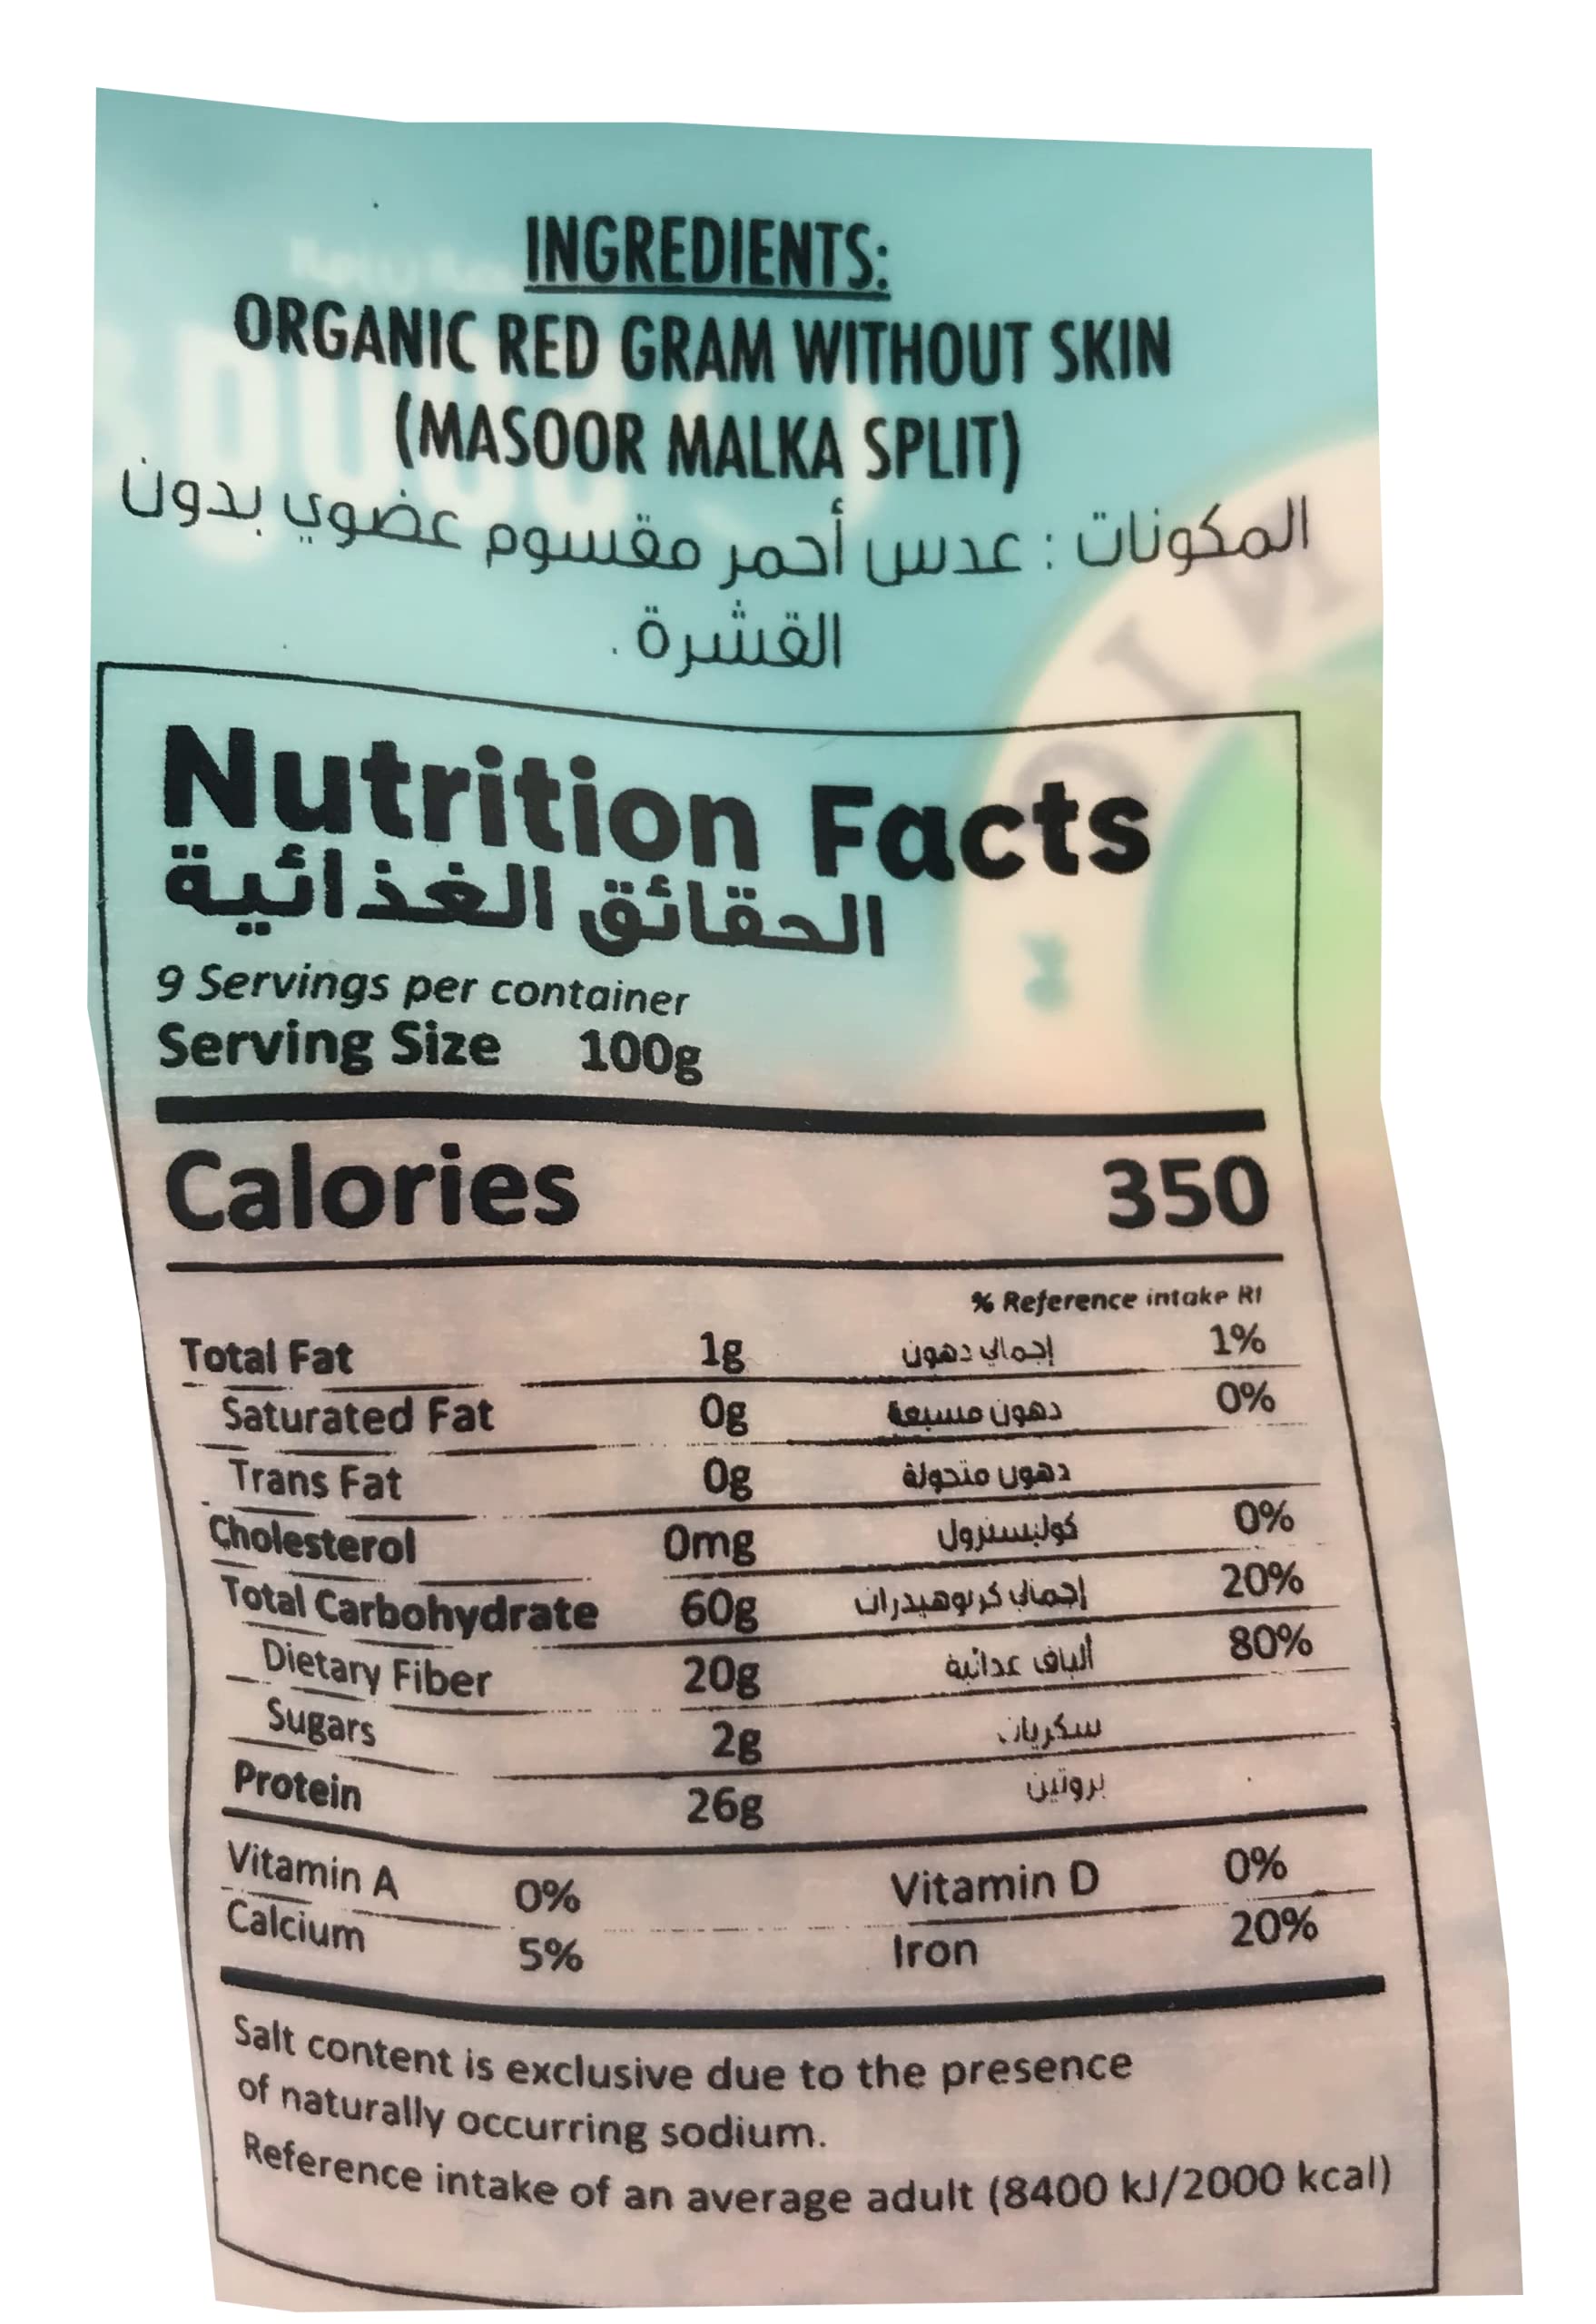 INGREDIENTS:
ORGANIC RED GRAM WITHOUT SKIN
(MASOOR MALKA SPLIT)
المكونات : عدس أحمر مقسوم عضوي بدون
القشرة .
Nutrition Facts
الحقائق الغذائية
9 Servings per container
Serving Size 100g
Calories 350
% Reference intake RI
Total Fat 1g إجمالي دهون 1%
Saturated Fat 0g دهون مسبعة 0%
Trans Fat 0g دهون متحولة
Cholesterol 0mg كوليسترول 0%
Total Carbohydrate 60g إجمالي كربوهيدرات 20%
Dietary Fiber 20g ألياف غذائية 80%
Sugars 2g سكريات
Protein 26g بروتين
Vitamin A 0% Vitamin D 0%
Calcium 5% Iron 20%
Salt content is exclusive due to the presence
of naturally occurring sodium.
Reference intake of an average adult (8400 kJ/2000 kcal)